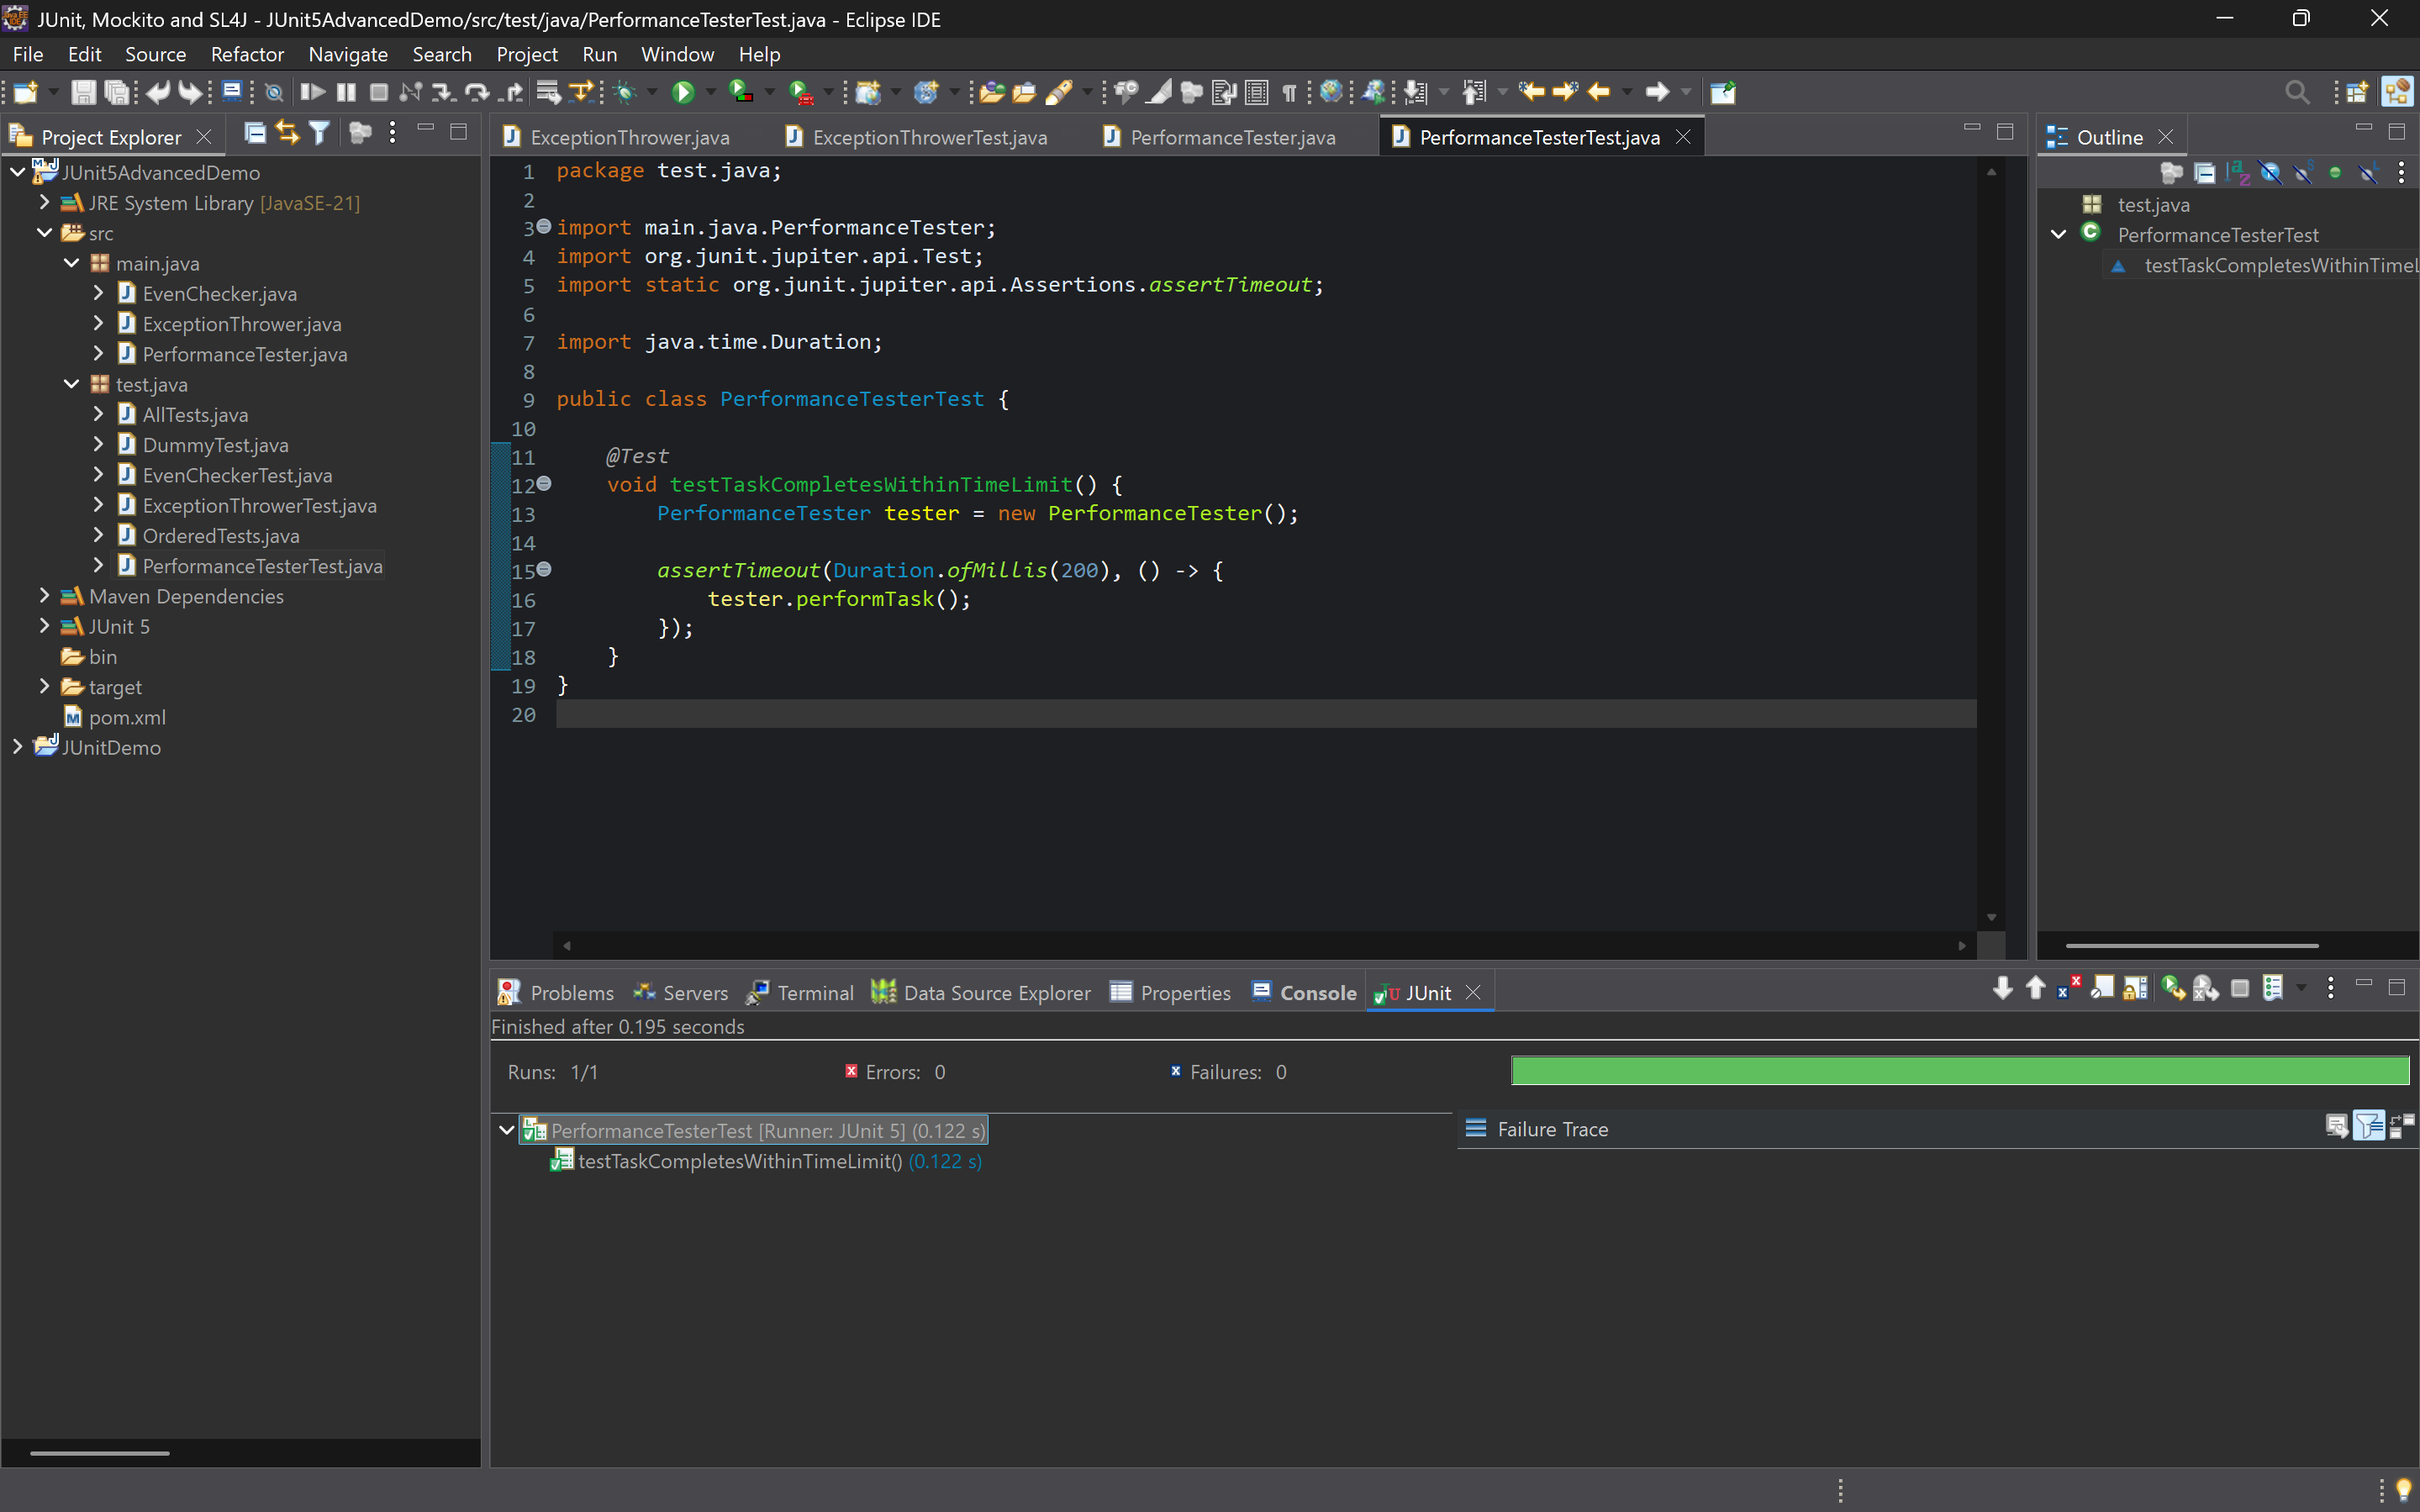 JUnit, Mockito and SL4J - JUnit5AdvancedDemo/src/test/java/PerformanceTesterTest.java - Eclipse IDE
File Edit Source Refactor Navigate Search Project Run Window Help
Project Explorer
JUnit5AdvancedDemo
JRE System Library [JavaSE-21]
src
main.java
EvenChecker.java
ExceptionThrower.java
PerformanceTester.java
test.java
AllTests.java
DummyTest.java
EvenCheckerTest.java
ExceptionThrowerTest.java
OrderedTests.java
PerformanceTesterTest.java
Maven Dependencies
JUnit 5
bin
target
pom.xml
JUnitDemo
ExceptionThrower.java ExceptionThrowerTest.java PerformanceTester.java PerformanceTesterTest.java
1 package test.java;
2
3 import main.java.PerformanceTester;
4 import org.junit.jupiter.api.Test;
5 import static org.junit.jupiter.api.Assertions.assertTimeout;
6
7 import java.time.Duration;
8
9 public class PerformanceTesterTest {
10
11     @Test
12     void testTaskCompletesWithinTimeLimit() {
13         PerformanceTester tester = new PerformanceTester();
14
15         assertTimeout(Duration.ofMillis(200), () -> {
16             tester.performTask();
17         });
18     }
19 }
20
Outline
test.java
PerformanceTesterTest
testTaskCompletesWithinTimeL
Problems Servers Terminal Data Source Explorer Properties Console JUnit
Finished after 0.195 seconds
Runs: 1/1 Errors: 0 Failures: 0
PerformanceTesterTest [Runner: JUnit 5] (0.122 s)
testTaskCompletesWithinTimeLimit() (0.122 s)
Failure Trace